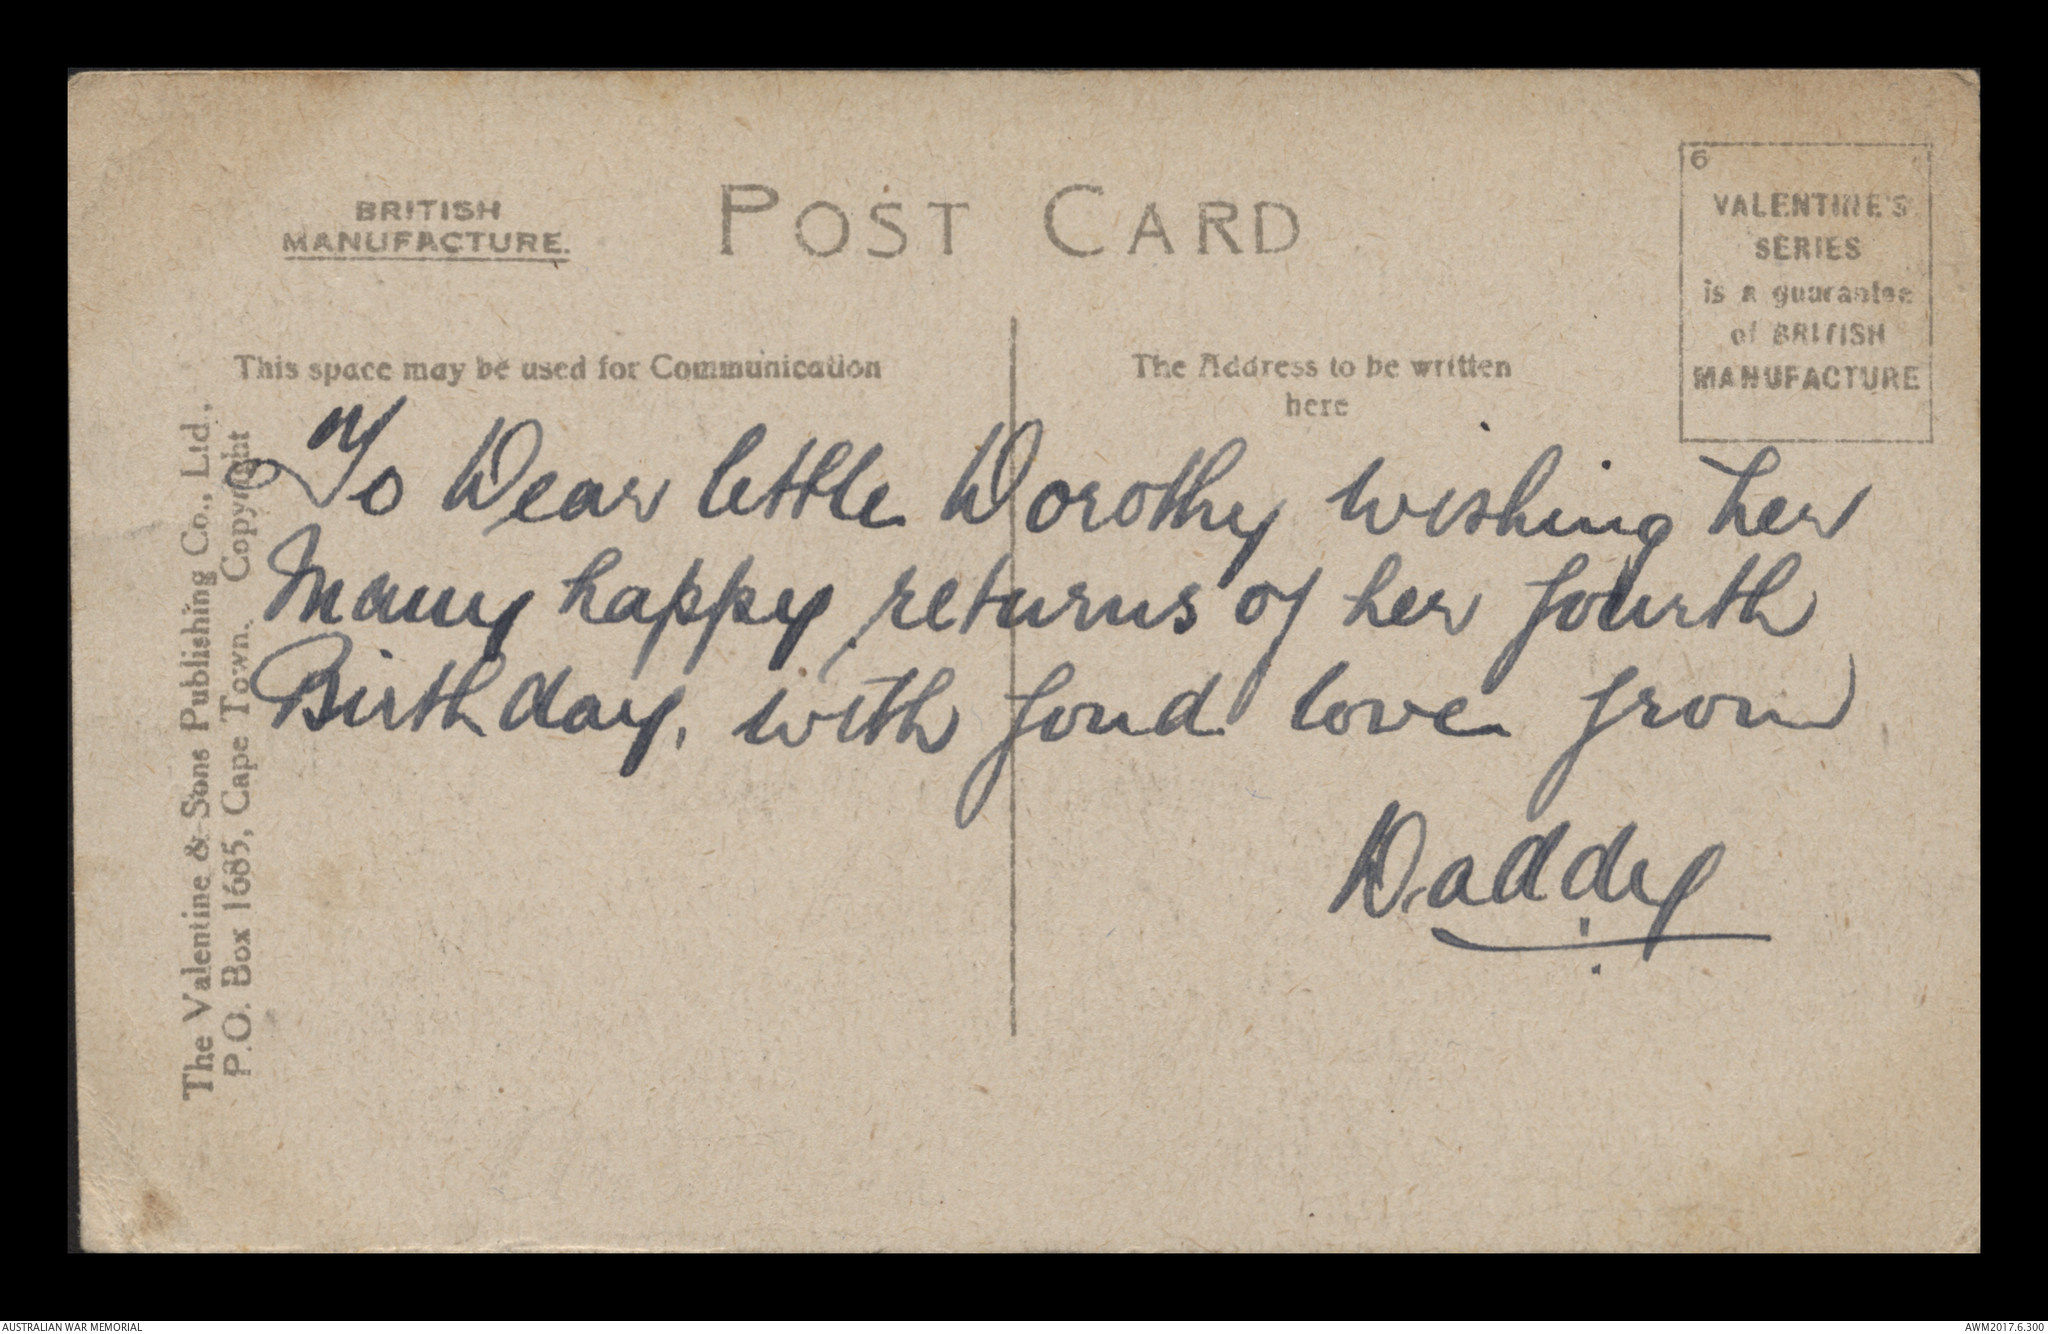 BRITISH
MANUFACTURE.
POST CARD
6
VALENTINE'S
SERIES
is a guarantee
of BRITISH
MANUFACTURE
This space may be used for Communication
The Address to be written
here
To Dear little Dorothy wishing her
Many happy returns of her fourth
Birthday, with fond love from
Daddy
The Valentine & Sons Publishing Co., Ltd.,
P.O. Box 1685, Cape Town. Copyright
AUSTRALIAN WAR MEMORIAL
AWM2017.6.300